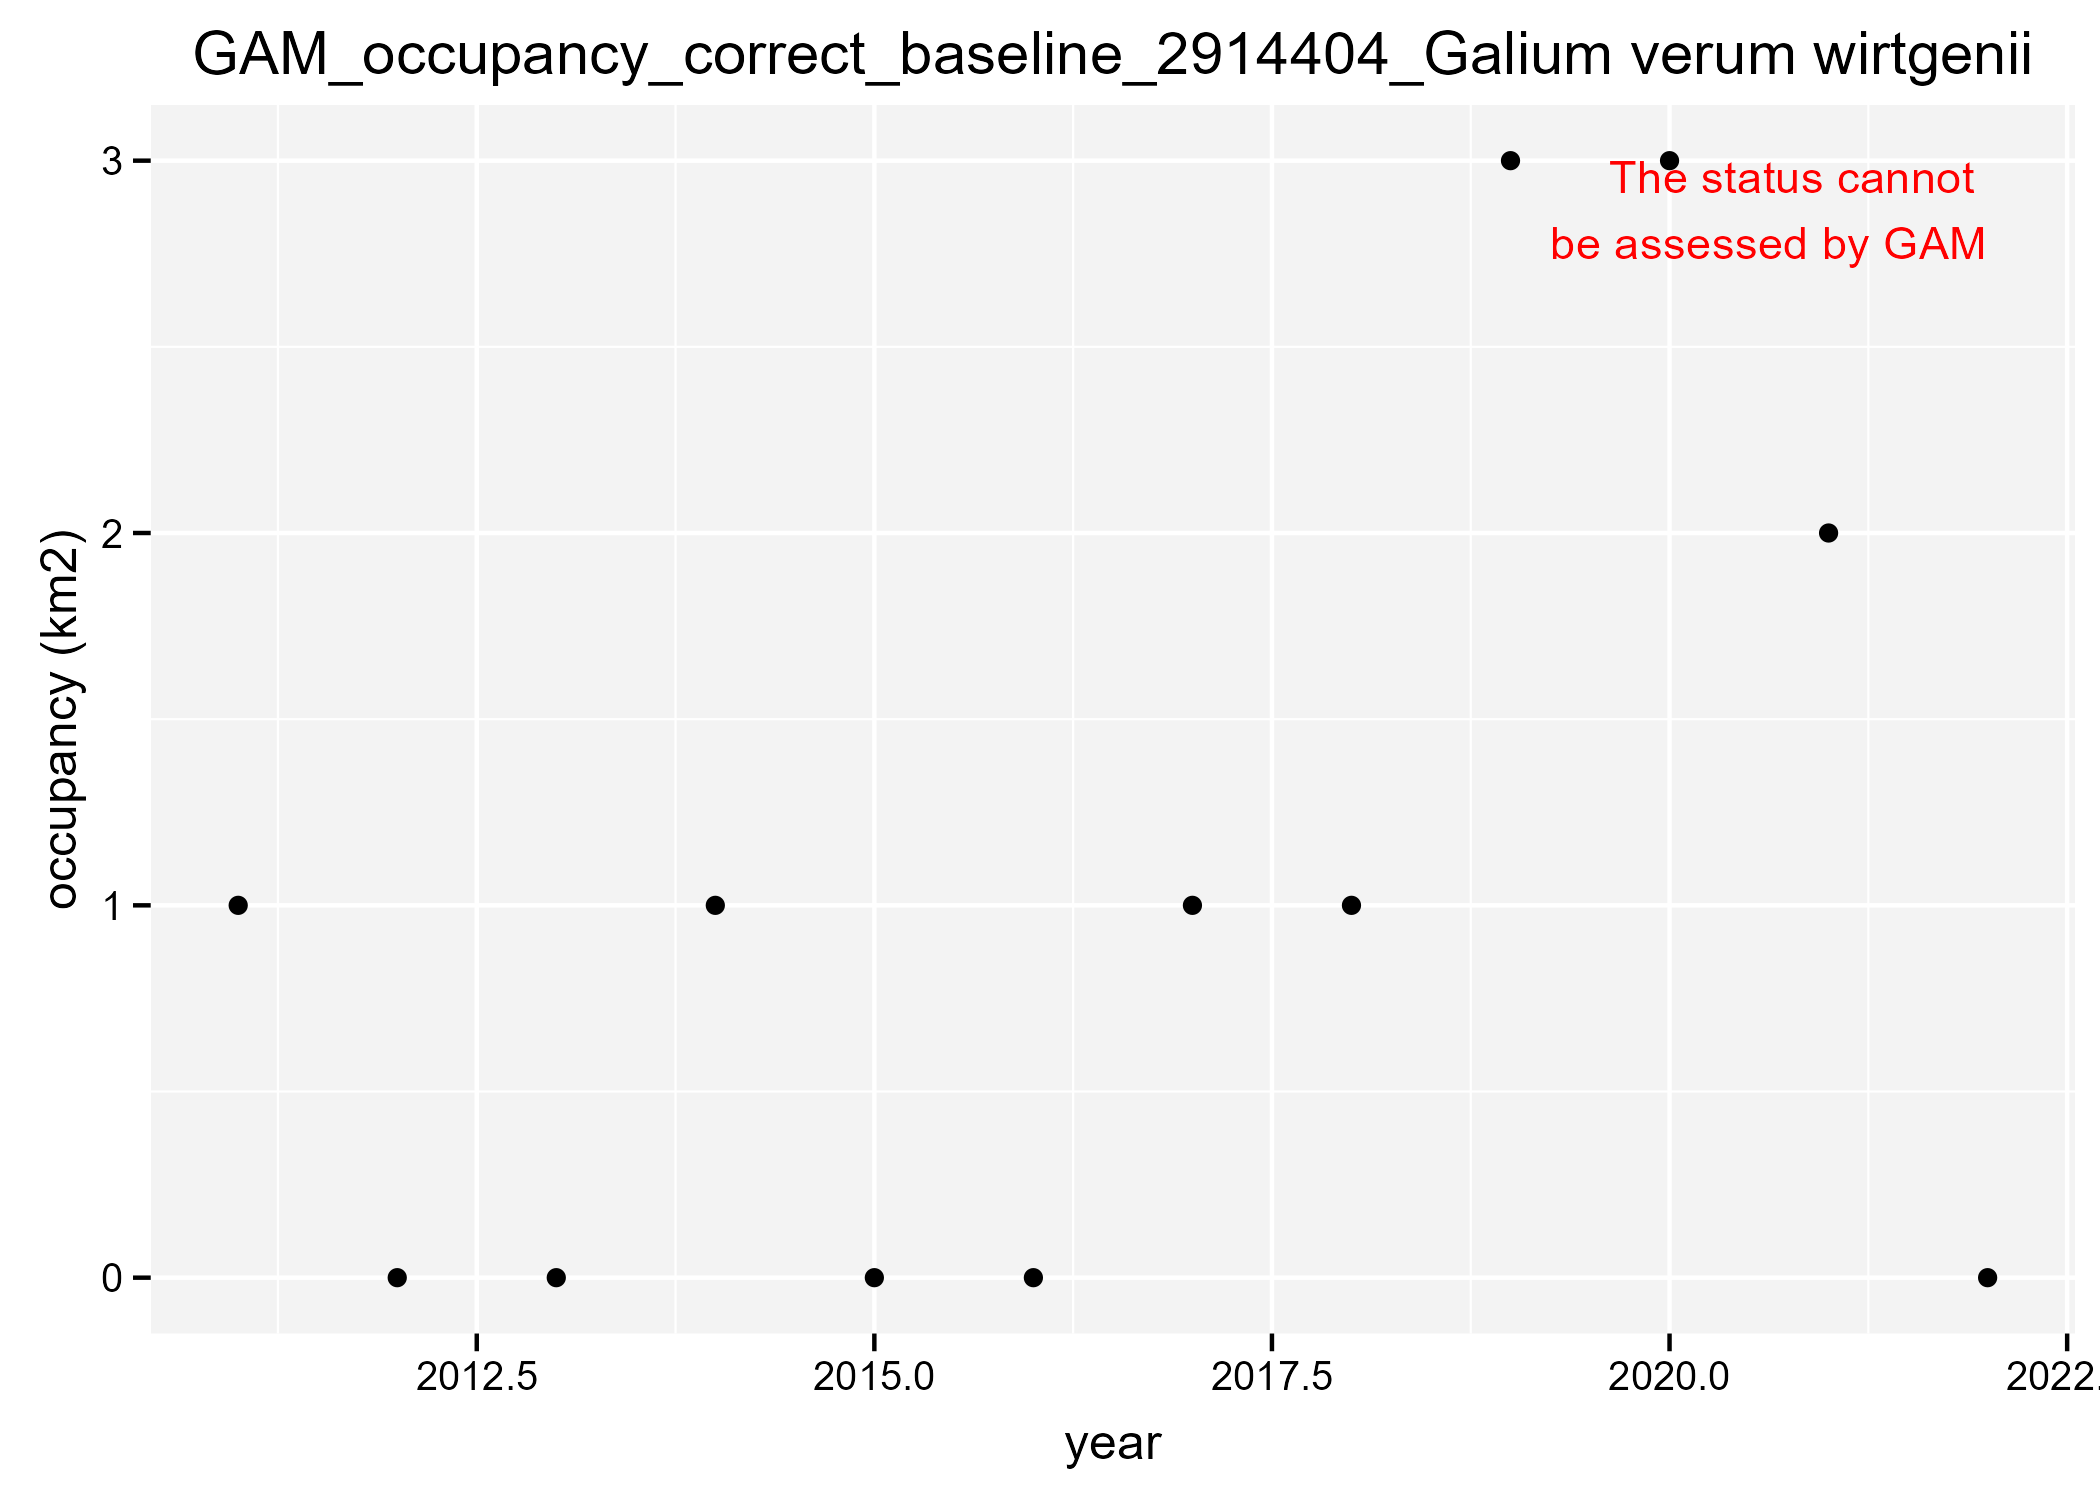 GAM_occupancy_correct_baseline_2914404_Galium verum wirtgenii
The status cannot
be assessed by GAM
3
2
1
0
occupancy (km2)
2012.5
2015.0
2017.5
2020.0
2022.
year